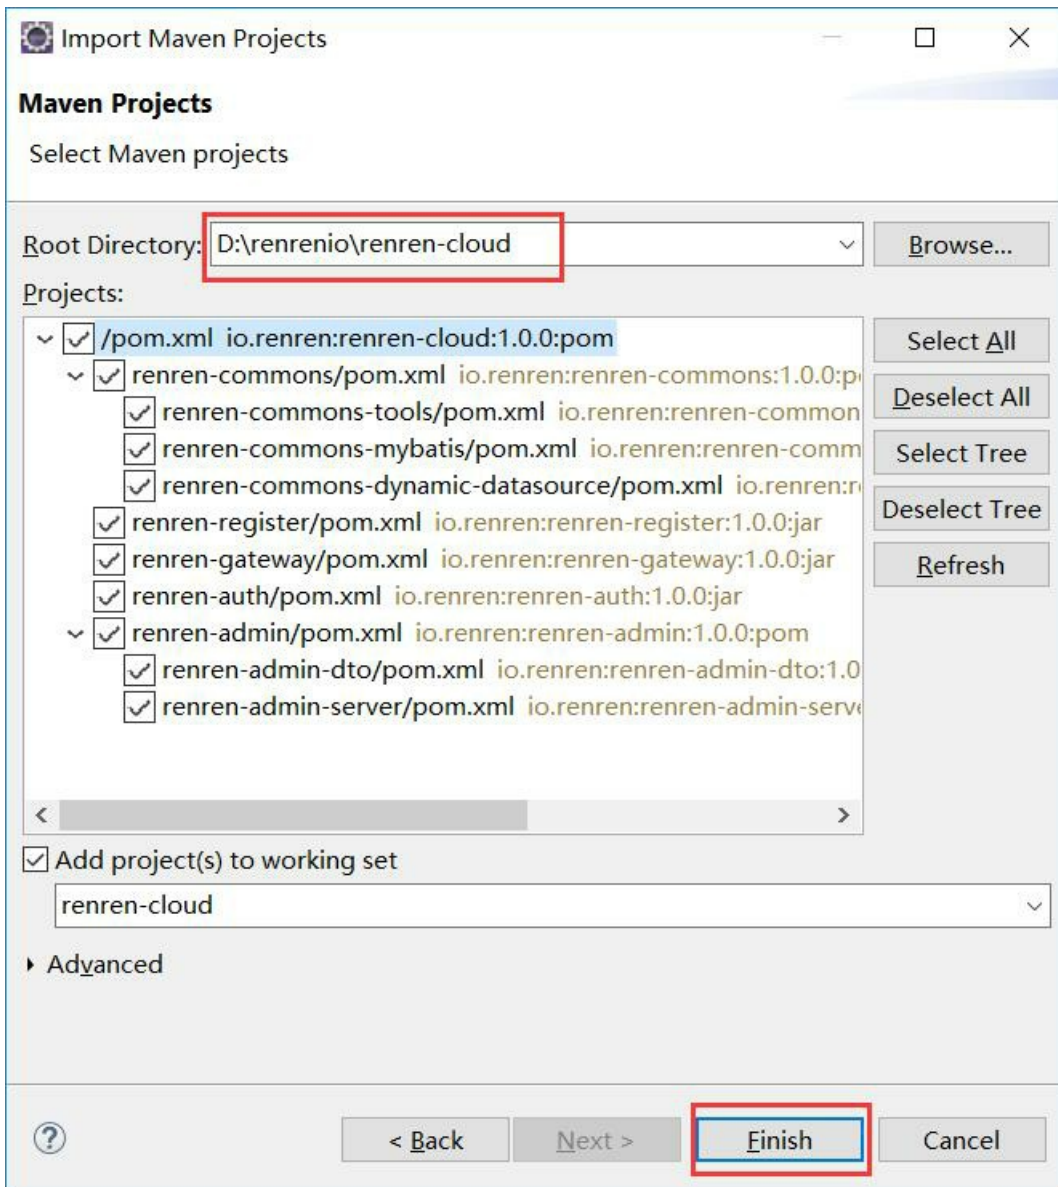 Import Maven Projects
Maven Projects
Select Maven projects
Root Directory: D:\renrenio\renren-cloud Browse...
Projects:
/pom.xml io.renren:renren-cloud:1.0.0:pom Select All
renren-commons/pom.xml io.renren:renren-commons:1.0.0:p
renren-commons-tools/pom.xml io.renren:renren-common Deselect All
renren-commons-mybatis/pom.xml io.renren:renren-comm Select Tree
renren-commons-dynamic-datasource/pom.xml io.renren:r
renren-register/pom.xml io.renren:renren-register:1.0.0:jar Deselect Tree
renren-gateway/pom.xml io.renren:renren-gateway:1.0.0:jar Refresh
renren-auth/pom.xml io.renren:renren-auth:1.0.0:jar
renren-admin/pom.xml io.renren:renren-admin:1.0.0:pom
renren-admin-dto/pom.xml io.renren:renren-admin-dto:1.0
renren-admin-server/pom.xml io.renren:renren-admin-serve
Add project(s) to working set
renren-cloud
Advanced
? < Back Next > Finish Cancel